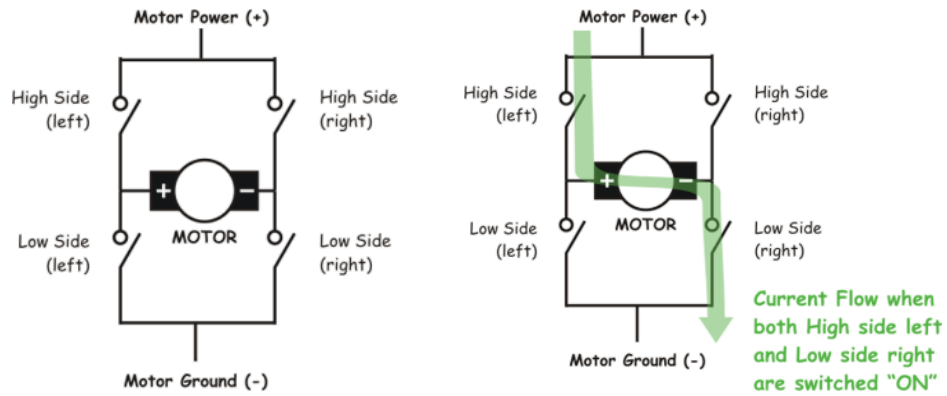 Motor Power (+)
High Side
(left)
High Side
(right)
+
-
MOTOR
Low Side
(left)
Low Side
(right)
Motor Ground (-)
Motor Power (+)
High Side
(left)
High Side
(right)
+
-
MOTOR
Low Side
(left)
Low Side
(right)
Current Flow when
both High side left
and Low side right
are switched “ON”
Motor Ground (-)